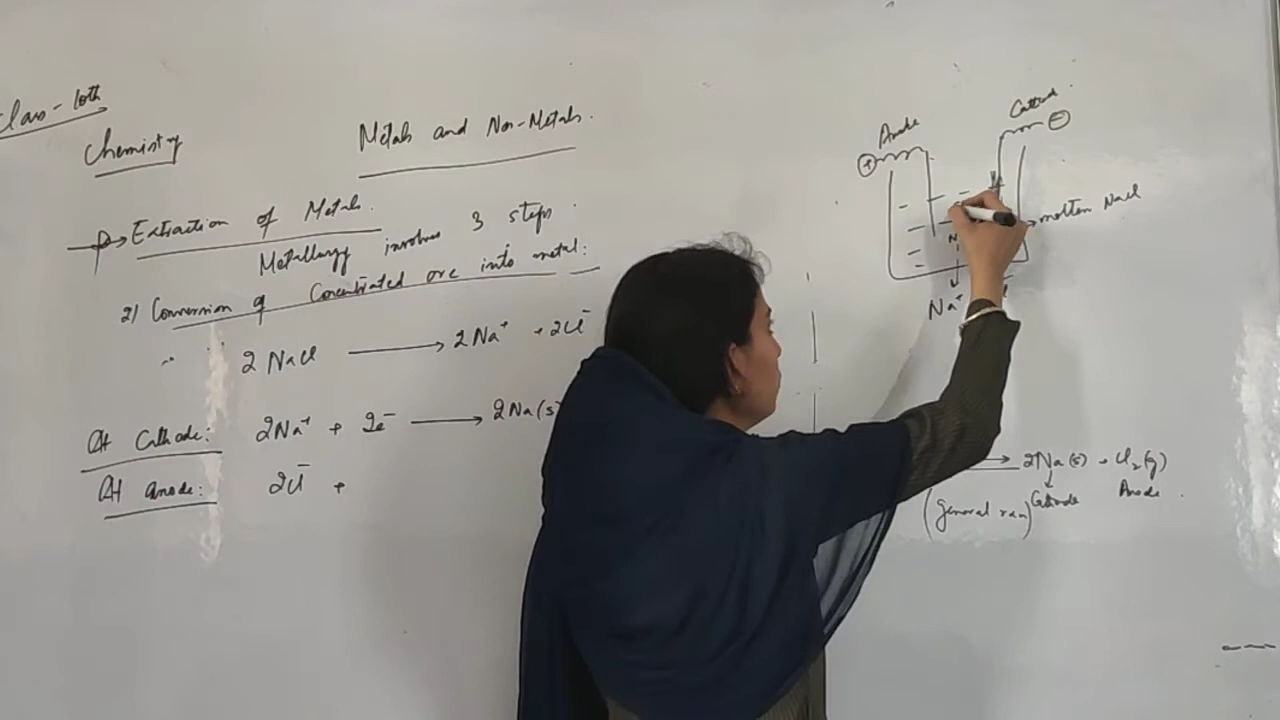 Class - 10th
Chemistry
Metals and Non-Metals.
Extraction of Metals.
Metallurgy involves 3 steps.
2) Conversion of Concentrated ore into metal:
2 NaCl ⟶ 2Na⁺ + 2Cl⁻
At Cathode: 2Na⁺ + 2e⁻ ⟶ 2Na(s)
At anode: 2Cl⁻ +
Anode
+
Cathode
−
molten NaCl
Na⁺
⟶ 2Na(s) + Cl₂(g)
(General rxn) Cathode Anode